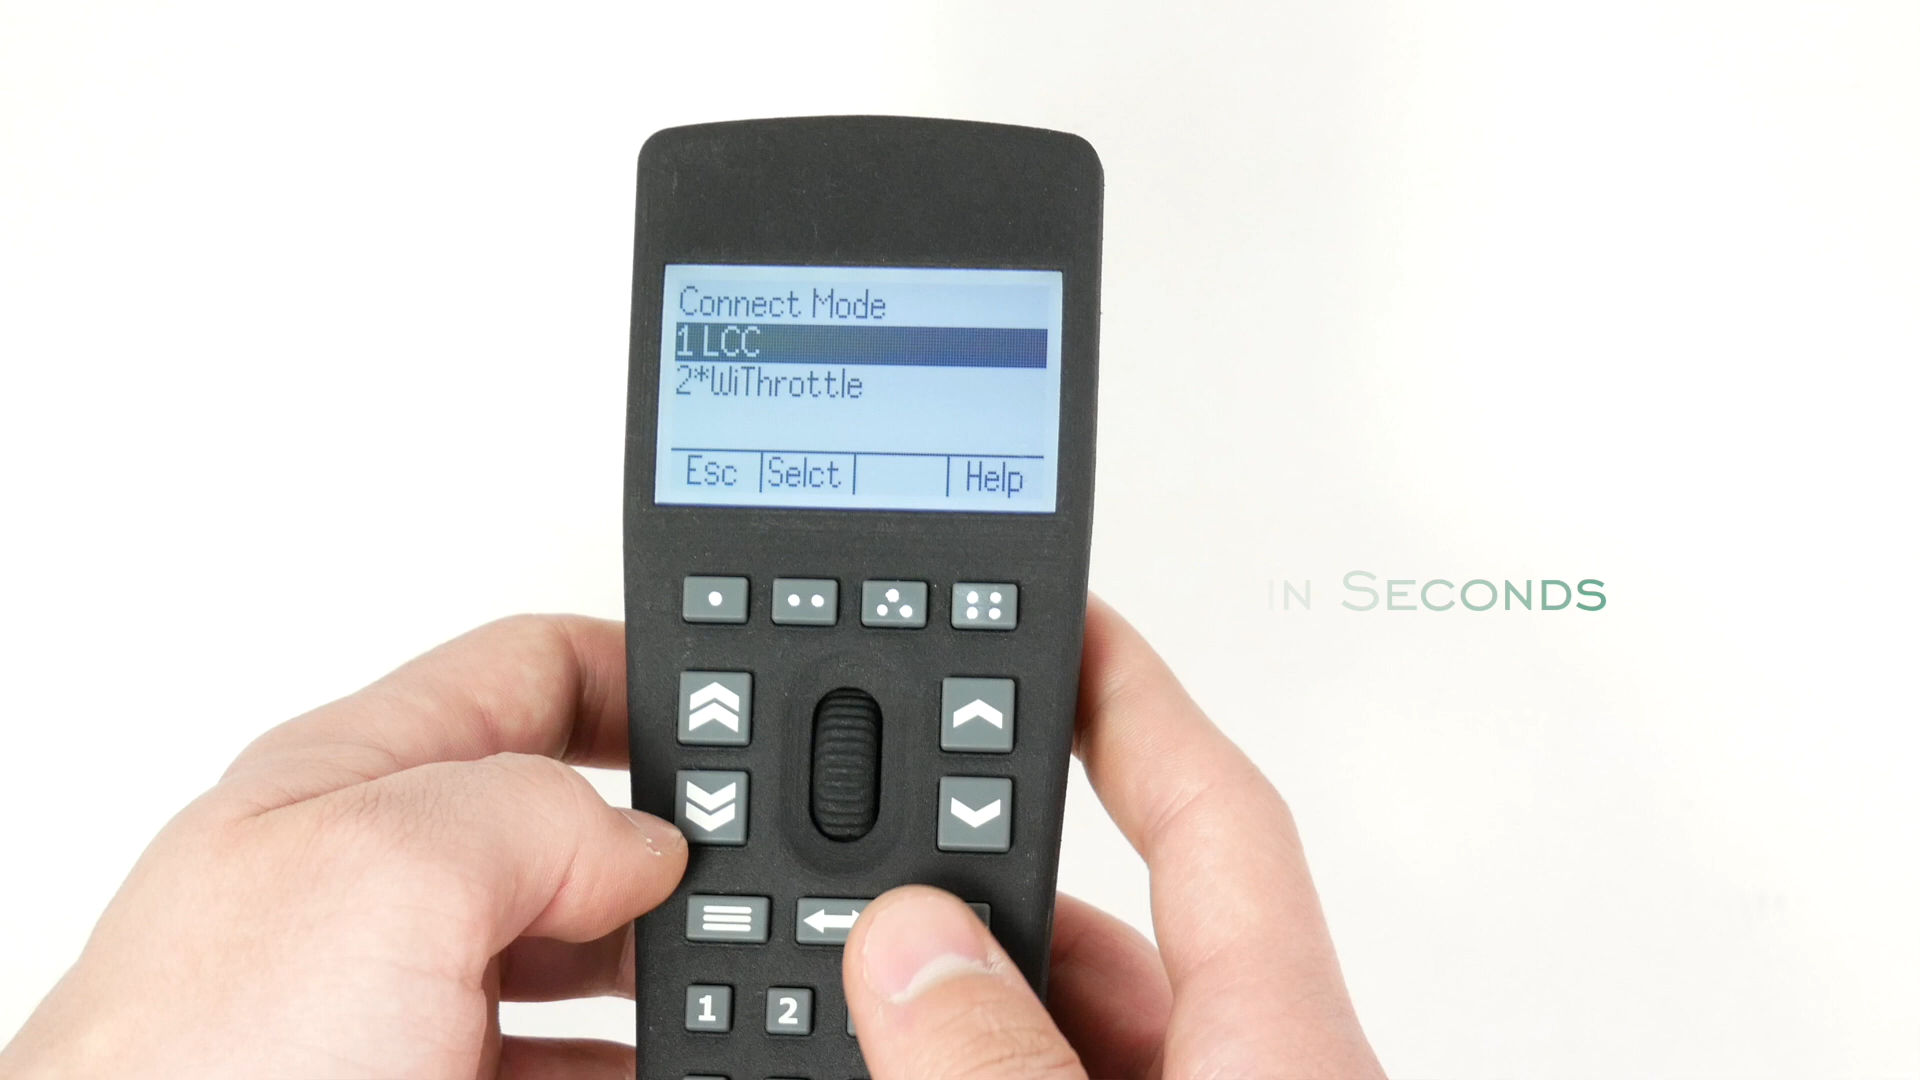 Connect Mode
1 LCC
2*WiThrottle
Esc Selct Help
in Seconds
1 2